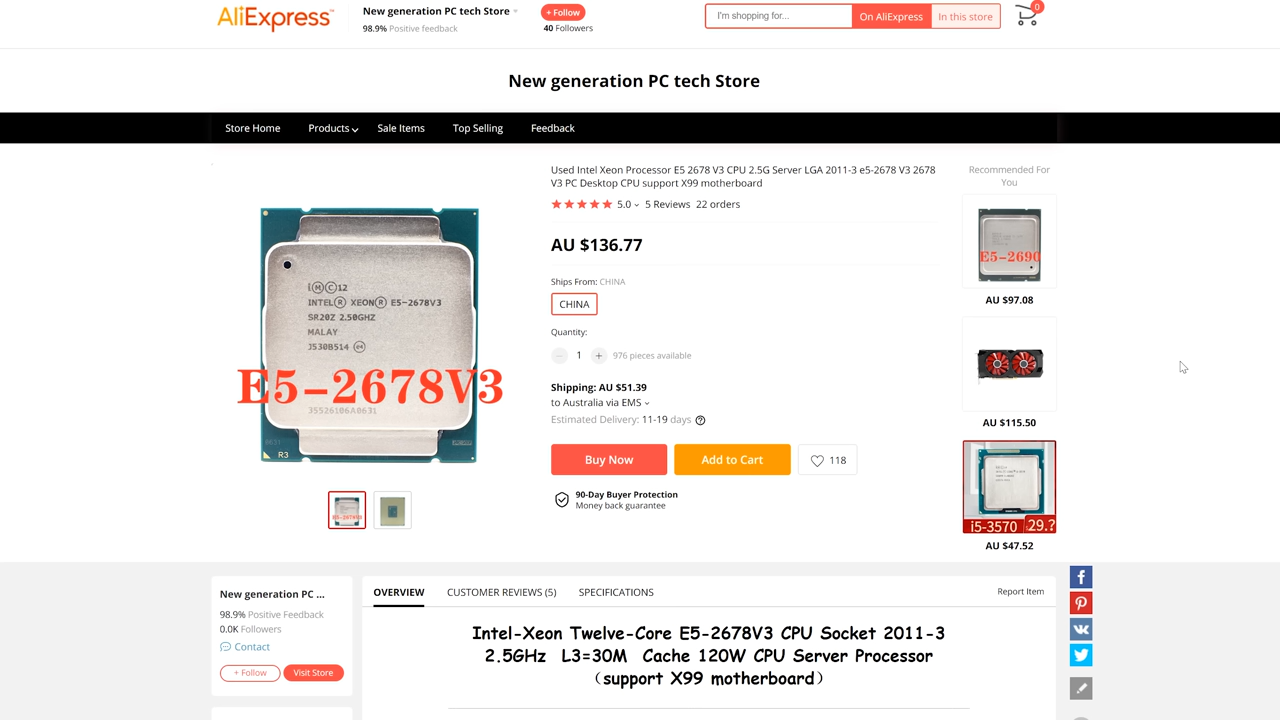 AliExpress™
New generation PC tech Store
98.9% Positive feedback
+ Follow
40 Followers
I'm shopping for...
On AliExpress
In this store
0
New generation PC tech Store
Store Home
Products
Sale Items
Top Selling
Feedback
Used Intel Xeon Processor E5 2678 V3 CPU 2.5G Server LGA 2011-3 e5-2678 V3 2678
V3 PC Desktop CPU support X99 motherboard
5.0
5 Reviews
22 orders
AU $136.77
Ships From: CHINA
CHINA
Quantity:
− 1 +
976 pieces available
Shipping: AU $51.39
to Australia via EMS
Estimated Delivery: 11-19 days
Buy Now
Add to Cart
118
90-Day Buyer Protection
Money back guarantee
i Ⓜ Ⓒ 12
INTEL® XEON® E5-2678V3
SR20Z 2.50GHZ
MALAY
J530B514
E5-2678V3
35526106A0631
R3
Recommended For
You
E5-2690
AU $97.08
AU $115.50
i5-3570
29.?
AU $47.52
New generation PC ...
98.9% Positive Feedback
0.0K Followers
Contact
+ Follow
Visit Store
OVERVIEW
CUSTOMER REVIEWS (5)
SPECIFICATIONS
Report Item
Intel-Xeon Twelve-Core E5-2678V3 CPU Socket 2011-3
2.5GHz L3=30M Cache 120W CPU Server Processor
（support X99 motherboard）